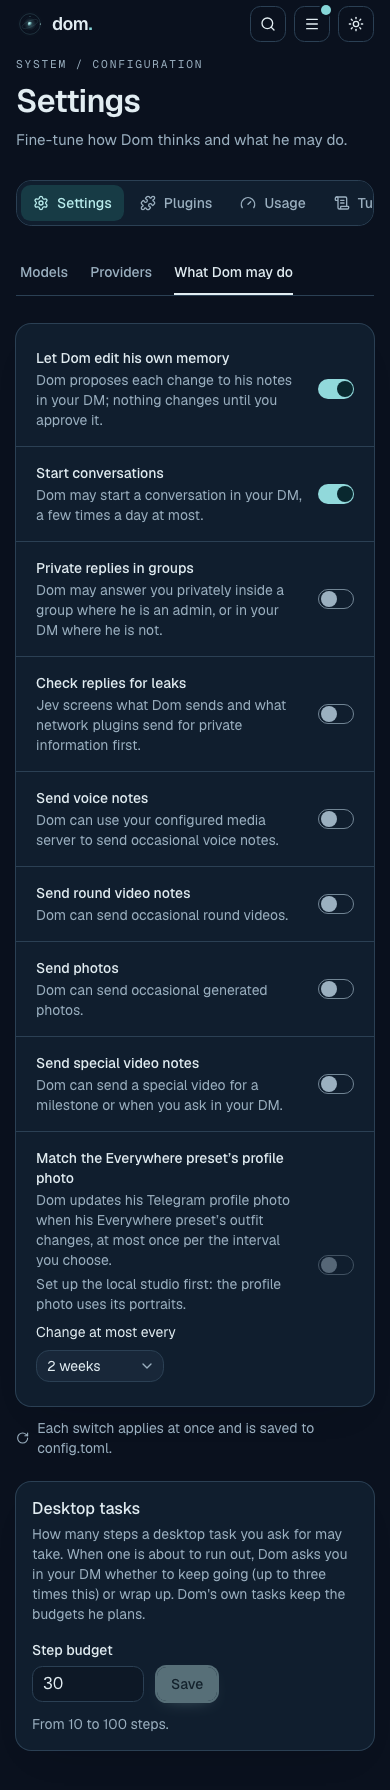 dom.
SYSTEM / CONFIGURATION
Settings
Fine-tune how Dom thinks and what he may do.
Settings Plugins Usage Tu
Models Providers What Dom may do
Let Dom edit his own memory
Dom proposes each change to his notes
in your DM; nothing changes until you
approve it.
Start conversations
Dom may start a conversation in your DM,
a few times a day at most.
Private replies in groups
Dom may answer you privately inside a
group where he is an admin, or in your
DM where he is not.
Check replies for leaks
Jev screens what Dom sends and what
network plugins send for private
information first.
Send voice notes
Dom can use your configured media
server to send occasional voice notes.
Send round video notes
Dom can send occasional round videos.
Send photos
Dom can send occasional generated
photos.
Send special video notes
Dom can send a special video for a
milestone or when you ask in your DM.
Match the Everywhere preset's profile
photo
Dom updates his Telegram profile photo
when his Everywhere preset's outfit
changes, at most once per the interval
you choose.
Set up the local studio first: the profile
photo uses its portraits.
Change at most every
2 weeks
Each switch applies at once and is saved to
config.toml.
Desktop tasks
How many steps a desktop task you ask for may
take. When one is about to run out, Dom asks you
in your DM whether to keep going (up to three
times this) or wrap up. Dom's own tasks keep the
budgets he plans.
Step budget
30 Save
From 10 to 100 steps.